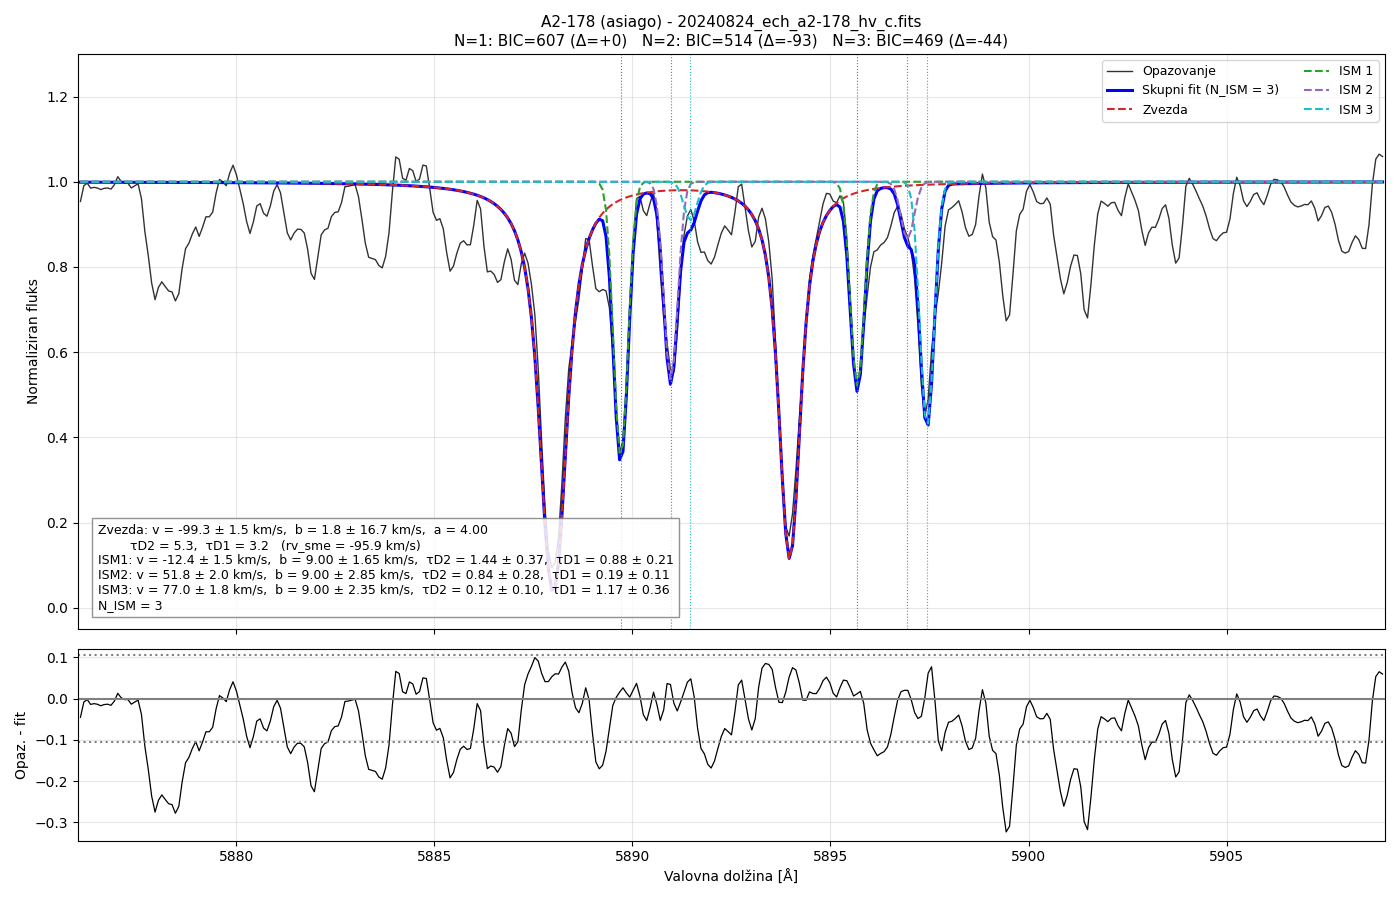 A2-178 (asiago) - 20240824_ech_a2-178_hv_c.fits
N=1: BIC=607 (Δ=+0)   N=2: BIC=514 (Δ=-93)   N=3: BIC=469 (Δ=-44)
Opazovanje
Skupni fit (N_ISM = 3)
Zvezda
ISM 1
ISM 2
ISM 3
Normaliziran fluks
1.2
1.0
0.8
0.6
0.4
0.2
0.0
Zvezda: v = -99.3 ± 1.5 km/s,  b = 1.8 ± 16.7 km/s,  a = 4.00
τD2 = 5.3,  τD1 = 3.2   (rv_sme = -95.9 km/s)
ISM1: v = -12.4 ± 1.5 km/s,  b = 9.00 ± 1.65 km/s,  τD2 = 1.44 ± 0.37,  τD1 = 0.88 ± 0.21
ISM2: v = 51.8 ± 2.0 km/s,  b = 9.00 ± 2.85 km/s,  τD2 = 0.84 ± 0.28,  τD1 = 0.19 ± 0.11
ISM3: v = 77.0 ± 1.8 km/s,  b = 9.00 ± 2.35 km/s,  τD2 = 0.12 ± 0.10,  τD1 = 1.17 ± 0.36
N_ISM = 3
Opaz. - fit
0.1
0.0
−0.1
−0.2
−0.3
5880
5885
5890
5895
5900
5905
Valovna dolžina [Å]